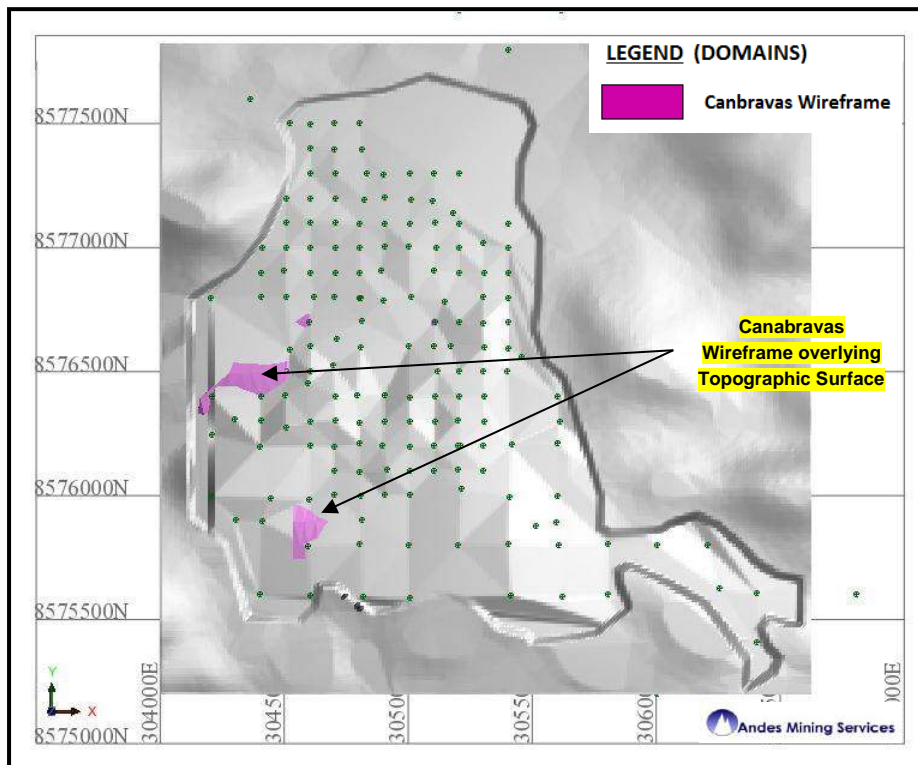 LEGEND (DOMAINS)
Canbravas Wireframe
8577500N
8577000N
8576500N
8576000N
8575500N
8575000N
Canabravas
Wireframe overlying
Topographic Surface
304000E
Y
X
Andes Mining Services